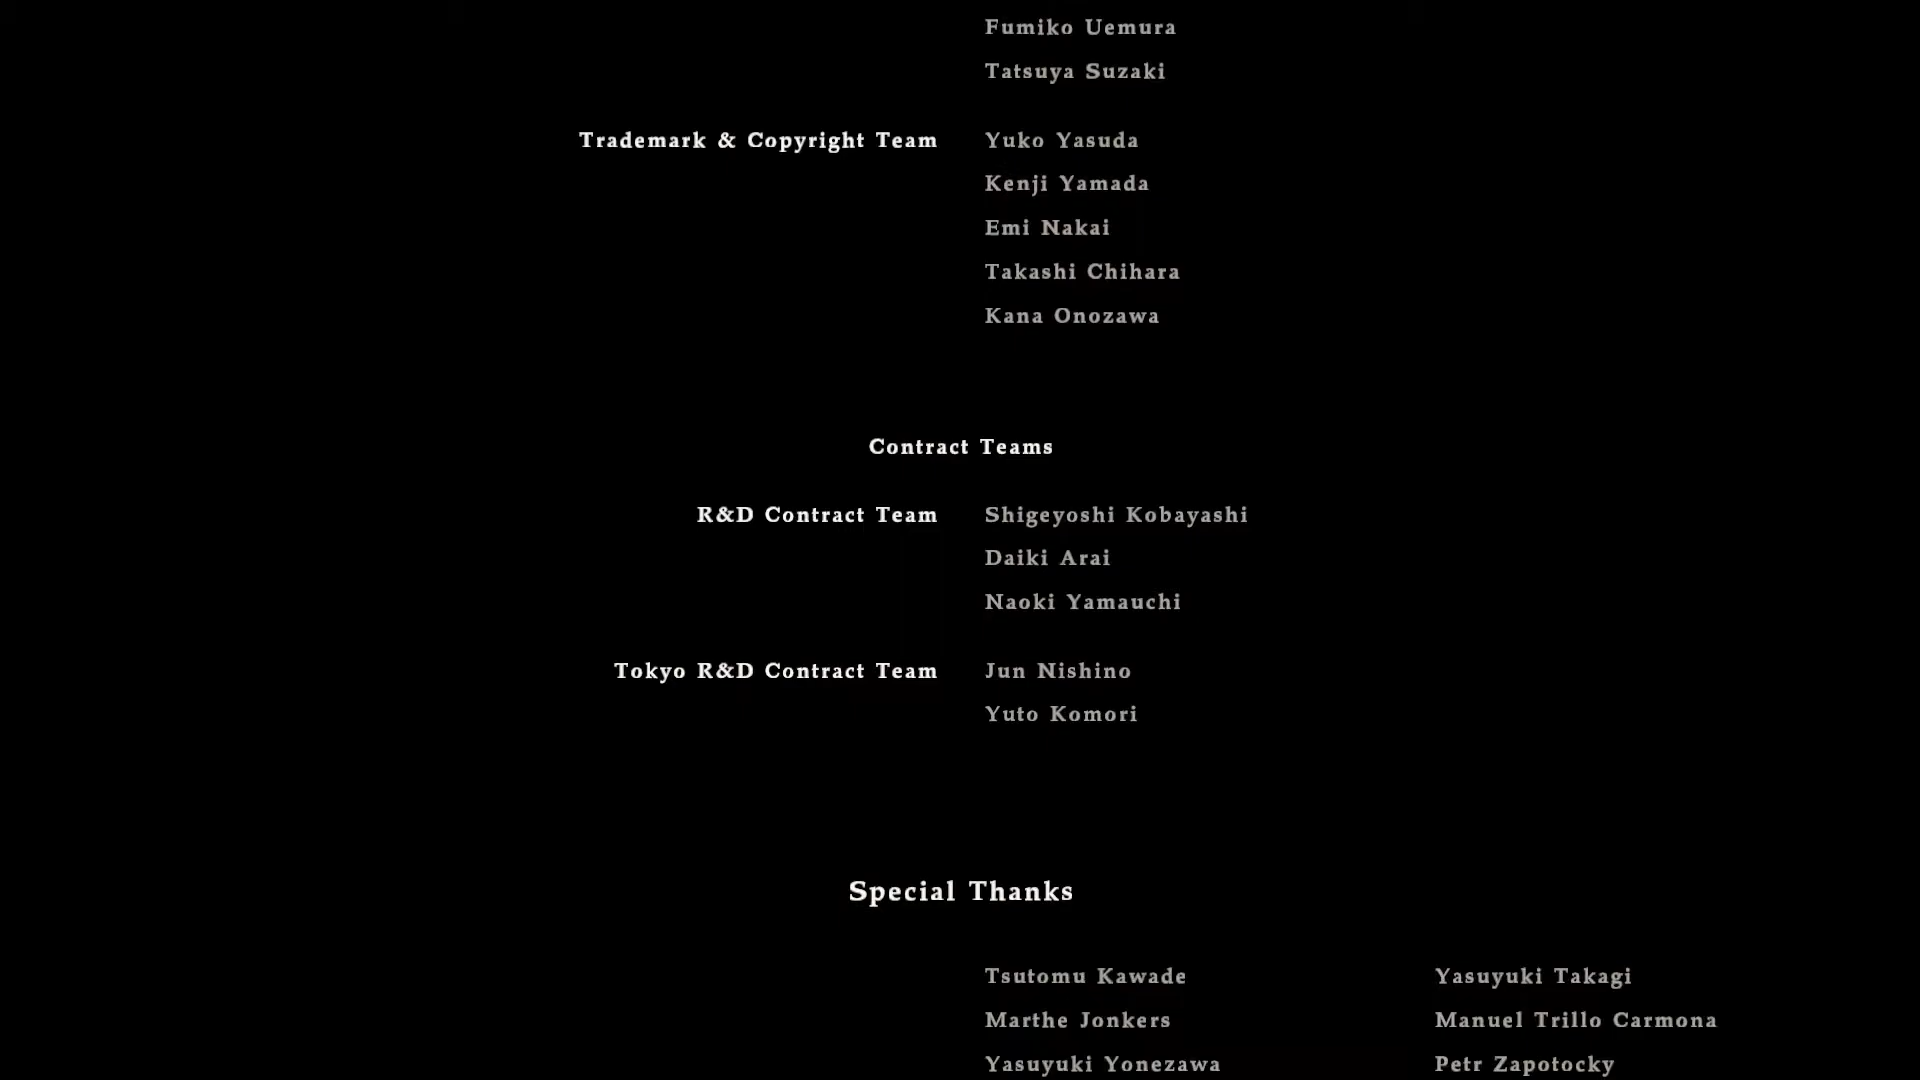 Fumiko Uemura
Tatsuya Suzaki
Trademark & Copyright Team Yuko Yasuda
Kenji Yamada
Emi Nakai
Takashi Chihara
Kana Onozawa
Contract Teams
R&D Contract Team Shigeyoshi Kobayashi
Daiki Arai
Naoki Yamauchi
Tokyo R&D Contract Team Jun Nishino
Yuto Komori
Special Thanks
Tsutomu Kawade Yasuyuki Takagi
Marthe Jonkers Manuel Trillo Carmona
Yasuyuki Yonezawa Petr Zapotocky